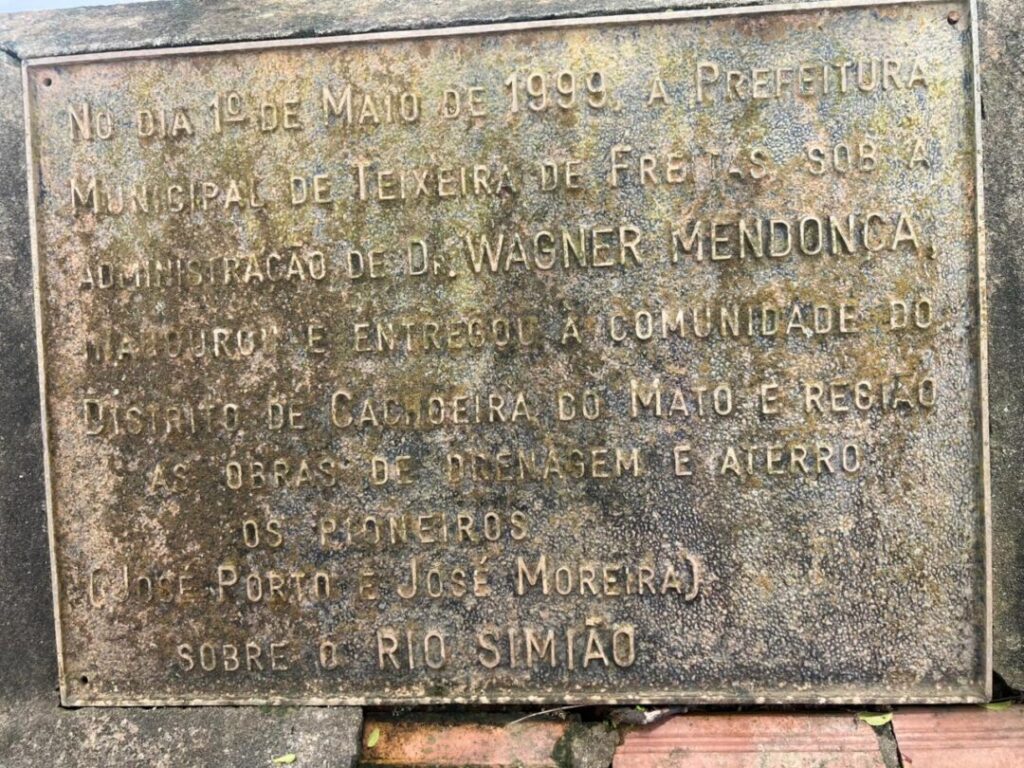 No dia 1º de Maio de 1999, a Prefeitura
Municipal de Teixeira de Freitas, sob a
administração de Dr. WAGNER MENDONÇA,
inaugurou e entregou à comunidade do
Distrito de Cachoeira do Mato e região
as obras de drenagem e aterro
os pioneiros
(José Porto e José Moreira)
sobre o RIO SIMIÃO